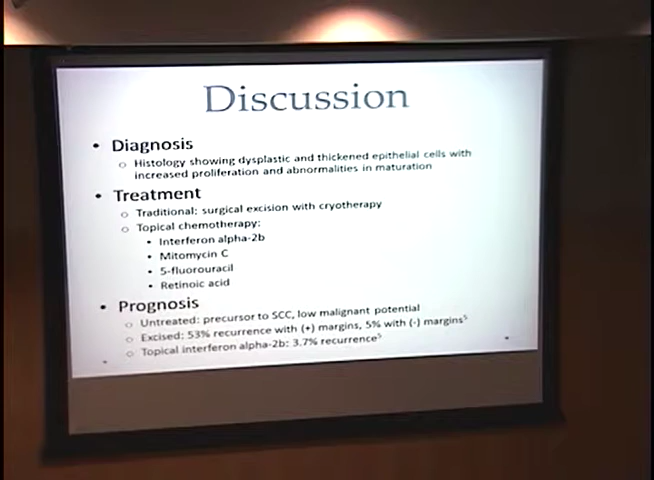 Discussion
• Diagnosis
○ Histology showing dysplastic and thickened epithelial cells with
increased proliferation and abnormalities in maturation
• Treatment
○ Traditional: surgical excision with cryotherapy
○ Topical chemotherapy:
• Interferon alpha-2b
• Mitomycin C
• 5-fluorouracil
• Retinoic acid
• Prognosis
○ Untreated: precursor to SCC, low malignant potential
○ Excised: 53% recurrence with (+) margins, 5% with (-) margins⁵
○ Topical interferon alpha-2b: 3.7% recurrence⁵